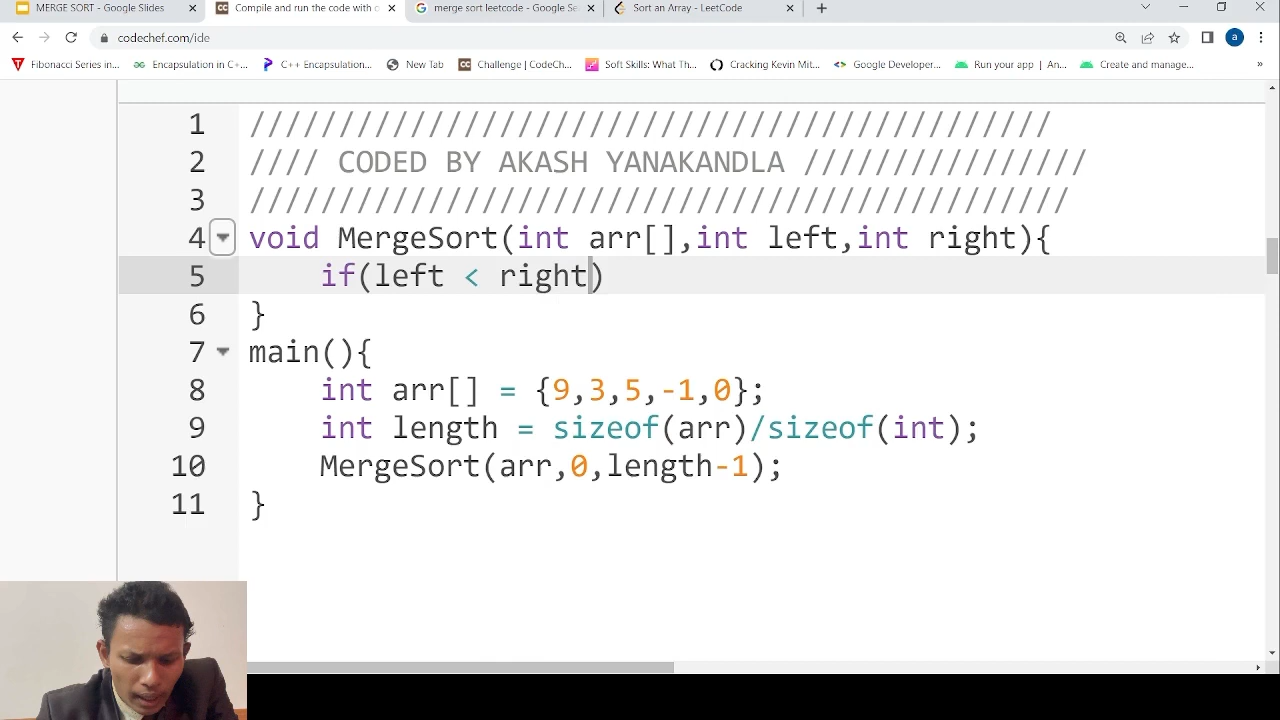 MERGE SORT - Google Slides
Compile and run the code with o
merge sort leetcode - Google Se
Sort an Array - LeetCode
codechef.com/ide
Fibonacci Series in...
Encapsulation in C+...
C++ Encapsulation...
New Tab
Challenge | CodeCh...
Soft Skills: What Th...
Cracking Kevin Mit...
Google Developer...
Run your app | An...
Create and manage...
1 /////////////////////////////////////////////
2 //// CODED BY AKASH YANAKANDLA ////////////////
3 //////////////////////////////////////////////
4 void MergeSort(int arr[],int left,int right){
5 if(left < right)
6 }
7 main(){
8 int arr[] = {9,3,5,-1,0};
9 int length = sizeof(arr)/sizeof(int);
10 MergeSort(arr,0,length-1);
11 }